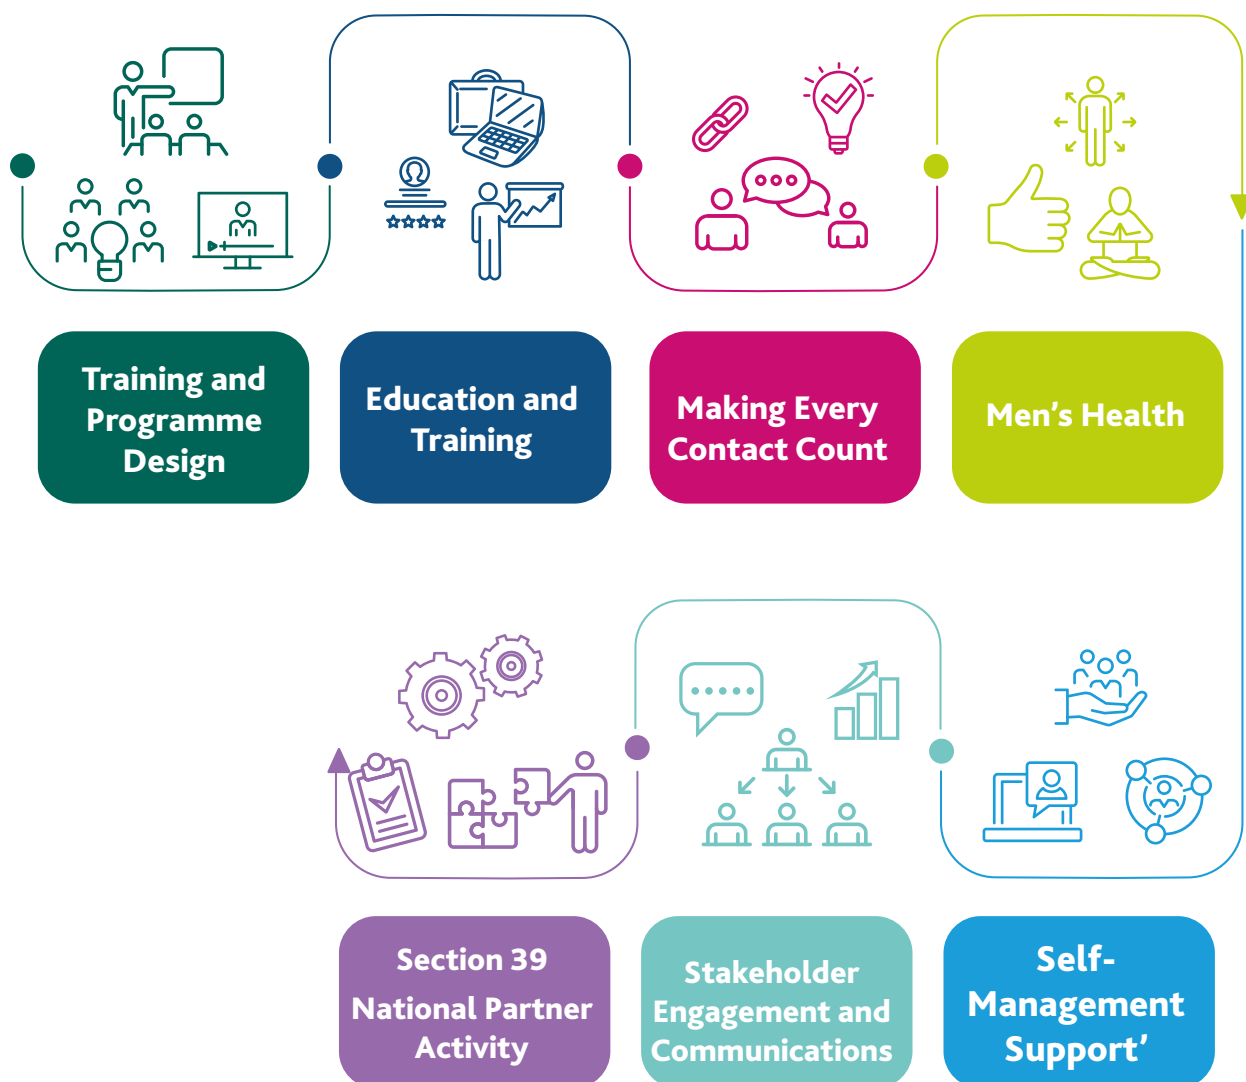 Training and
Programme
Design
Education and
Training
Making Every
Contact Count
Men’s Health
Section 39
National Partner
Activity
Stakeholder
Engagement and
Communications
Self-
Management
Support’